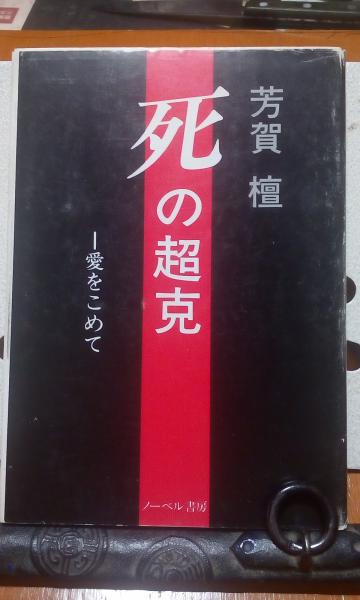 芳賀 檀
死の超克
ー愛をこめて
ノーベル書房